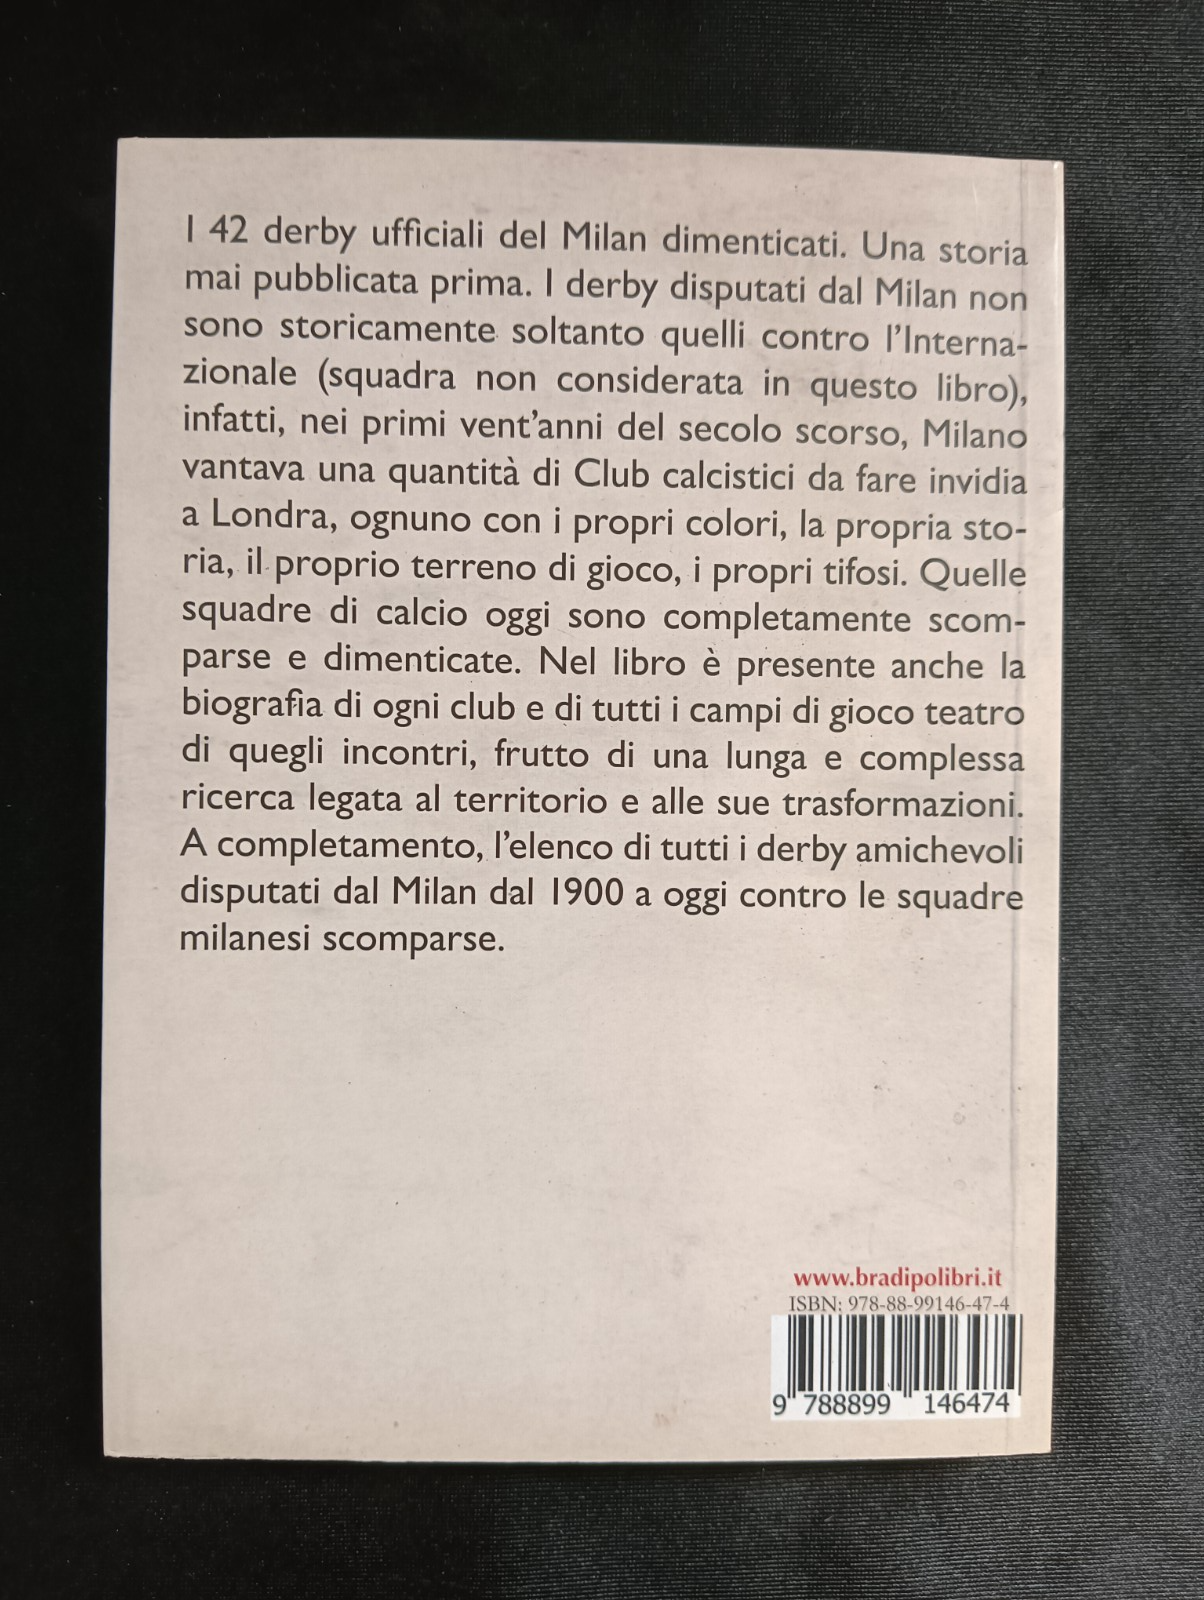 I 42 derby ufficiali del Milan dimenticati. Una storia
mai pubblicata prima. I derby disputati dal Milan non
sono storicamente soltanto quelli contro l'Interna-
zionale (squadra non considerata in questo libro),
infatti, nei primi vent'anni del secolo scorso, Milano
vantava una quantità di Club calcistici da fare invidia
a Londra, ognuno con i propri colori, la propria sto-
ria, il proprio terreno di gioco, i propri tifosi. Quelle
squadre di calcio oggi sono completamente scom-
parse e dimenticate. Nel libro è presente anche la
biografia di ogni club e di tutti i campi di gioco teatro
di quegli incontri, frutto di una lunga e complessa
ricerca legata al territorio e alle sue trasformazioni.
A completamento, l'elenco di tutti i derby amichevoli
disputati dal Milan dal 1900 a oggi contro le squadre
milanesi scomparse.
www.bradipolibri.it
ISBN: 978-88-99146-47-4
9 788899 146474